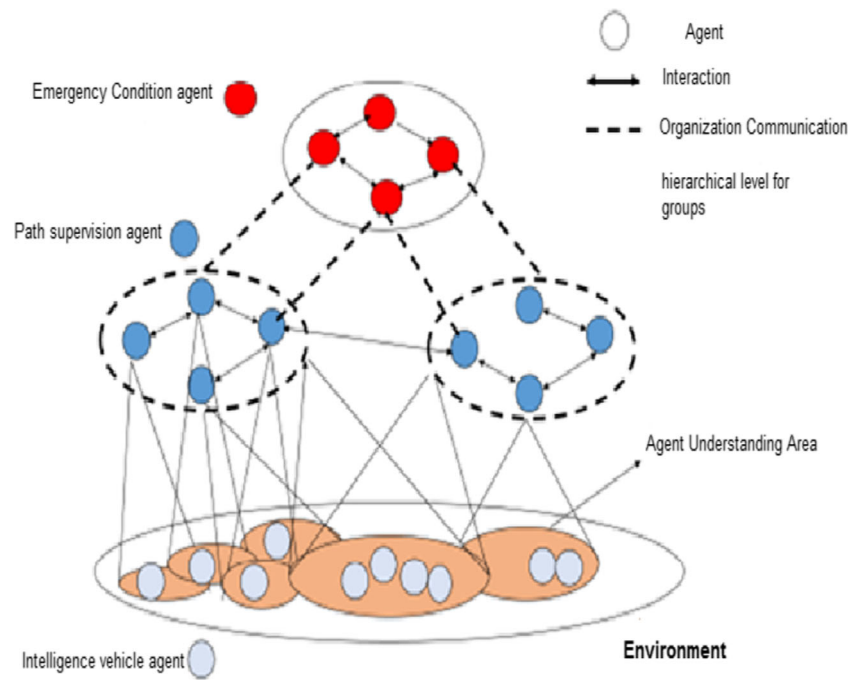 Agent
Emergency Condition agent
Interaction
Organization Communication
hierarchical level for
groups
Path supervision agent
Agent Understanding Area
Environment
Intelligence vehicle agent